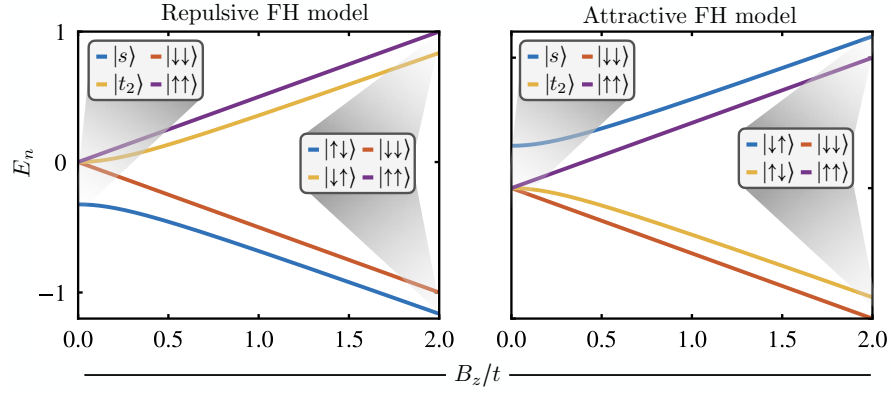 Repulsive FH model
Attractive FH model
1
0
−1
E_n
|s⟩ |↓↓⟩
|t₂⟩ |↑↑⟩
|↑↓⟩ |↓↓⟩
|↓↑⟩ |↑↑⟩
|s⟩ |↓↓⟩
|t₂⟩ |↑↑⟩
|↓↑⟩ |↓↓⟩
|↑↓⟩ |↑↑⟩
0.0 0.5 1.0 1.5 2.0
0.0 0.5 1.0 1.5 2.0
B_z/t